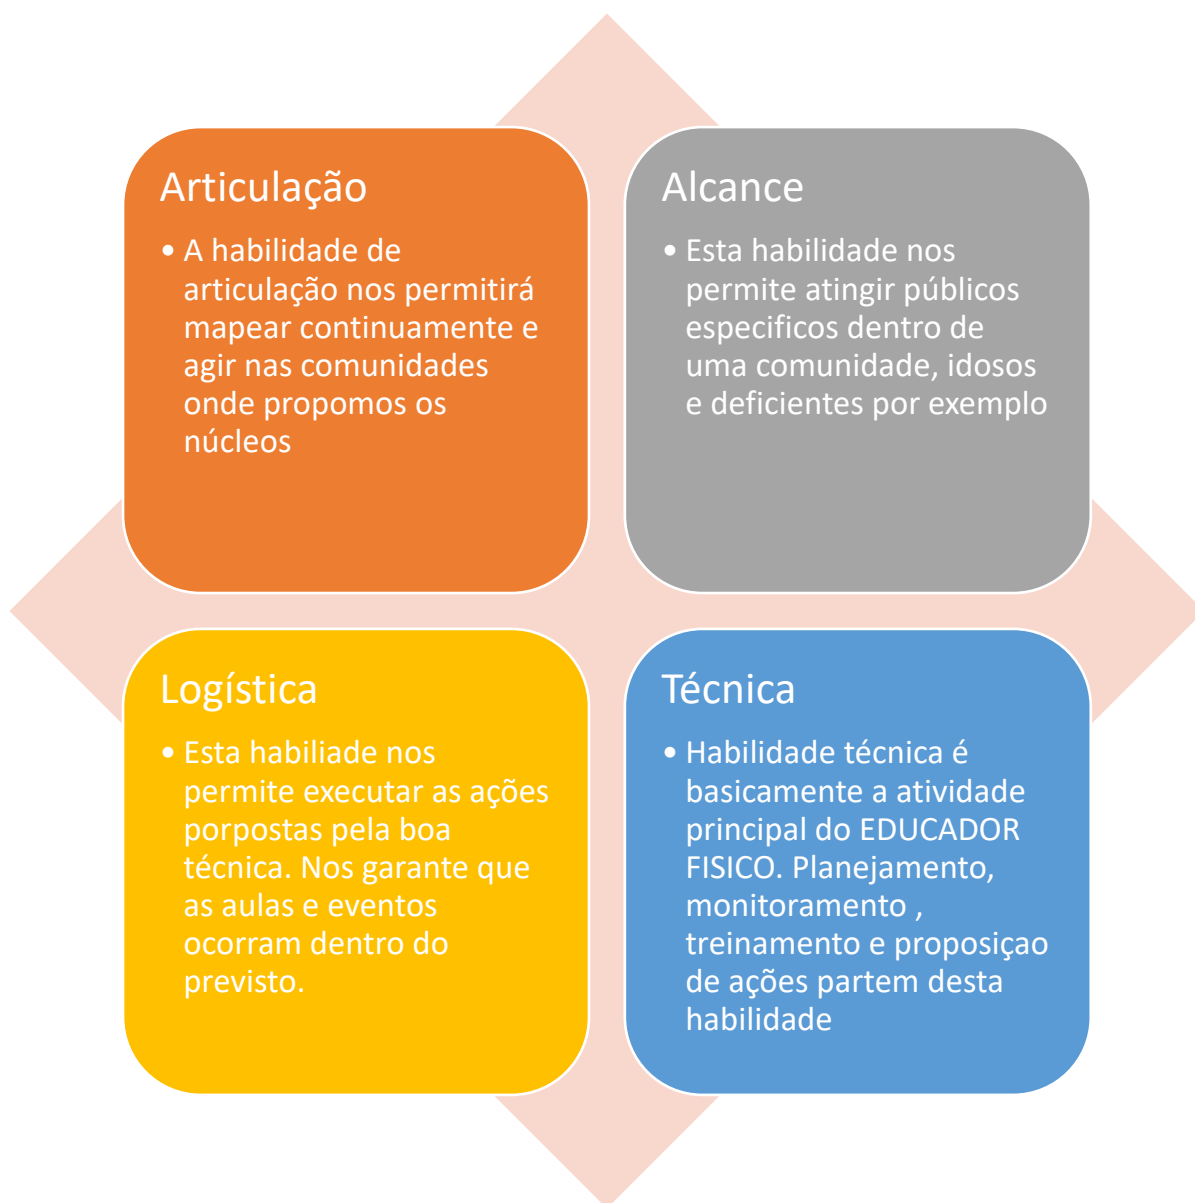 Articulação
• A habilidade de
articulação nos permitirá
mapear continuamente e
agir nas comunidades
onde propomos os
núcleos
Alcance
• Esta habilidade nos
permite atingir públicos
especificos dentro de
uma comunidade, idosos
e deficientes por exemplo
Logística
• Esta habiliade nos
permite executar as ações
porpostas pela boa
técnica. Nos garante que
as aulas e eventos
ocorram dentro do
previsto.
Técnica
• Habilidade técnica é
basicamente a atividade
principal do EDUCADOR
FISICO. Planejamento,
monitoramento ,
treinamento e proposiçao
de ações partem desta
habilidade